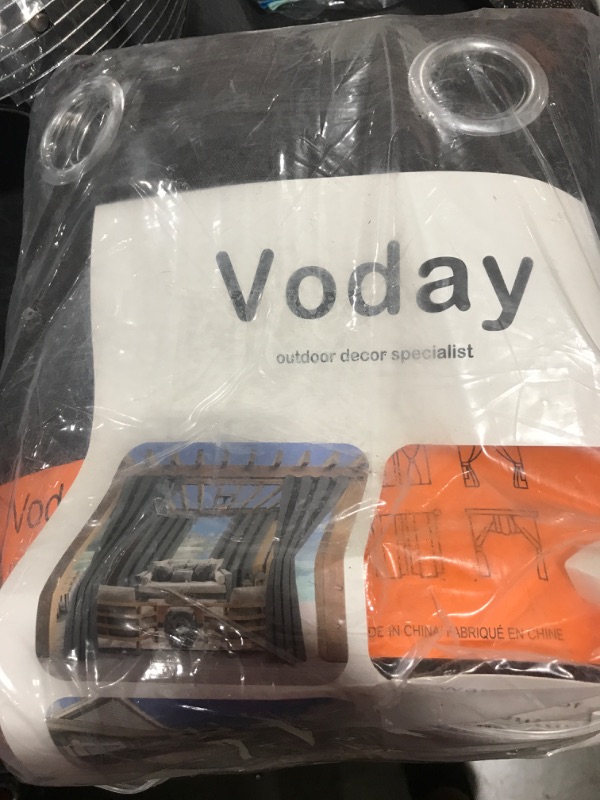 Voday
outdoor decor specialist
Vod
DE IN CHINA FABRIQUÉ EN CHINE